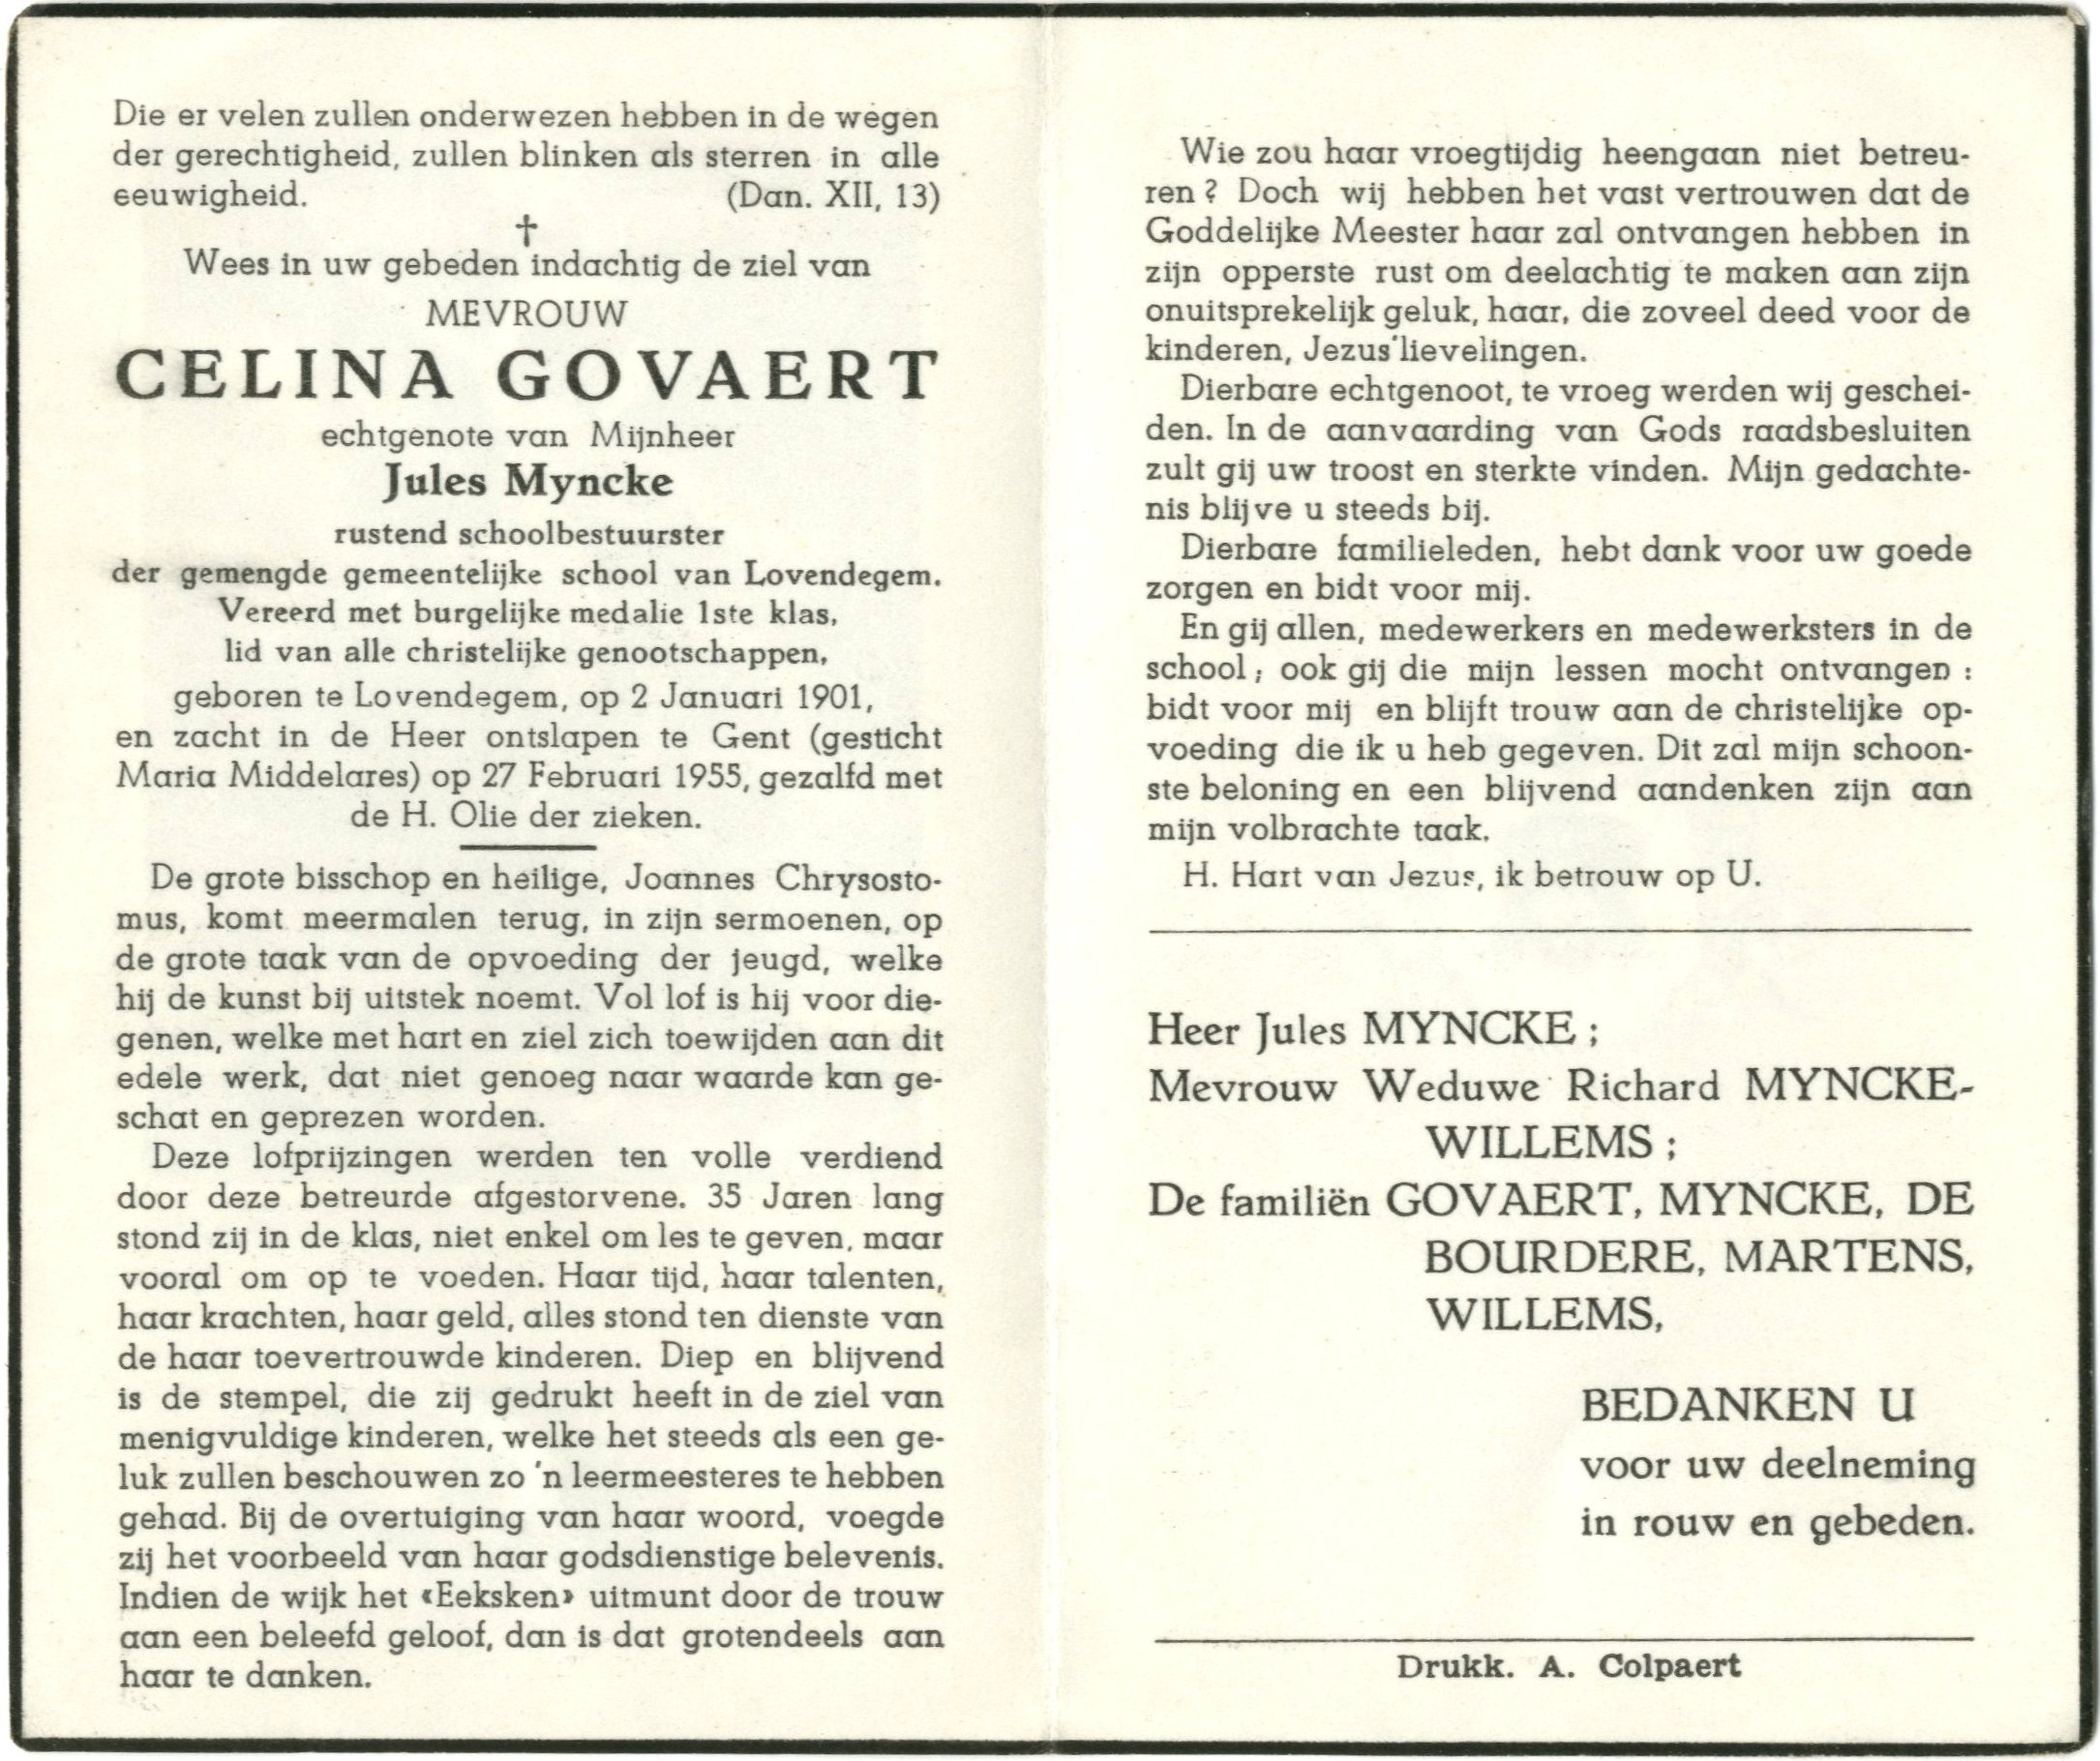 Die er velen zullen onderwezen hebben in de wegen
der gerechtigheid, zullen blinken als sterren in alle
eeuwigheid. (Dan. XII, 13)
†
Wees in uw gebeden indachtig de ziel van
MEVROUW
CELINA GOVAERT
echtgenote van Mijnheer
Jules Myncke
rustend schoolbestuurster
der gemengde gemeentelijke school van Lovendegem.
Vereerd met burgelijke medalie 1ste klas,
lid van alle christelijke genootschappen,
geboren te Lovendegem, op 2 Januari 1901,
en zacht in de Heer ontslapen te Gent (gesticht
Maria Middelares) op 27 Februari 1955, gezalfd met
de H. Olie der zieken.
De grote bisschop en heilige, Joannes Chrysosto-
mus, komt meermalen terug, in zijn sermoenen, op
de grote taak van de opvoeding der jeugd, welke
hij de kunst bij uitstek noemt. Vol lof is hij voor die-
genen, welke met hart en ziel zich toewijden aan dit
edele werk, dat niet genoeg naar waarde kan ge-
schat en geprezen worden.
Deze lofprijzingen werden ten volle verdiend
door deze betreurde afgestorvene. 35 Jaren lang
stond zij in de klas, niet enkel om les te geven, maar
vooral om op te voeden. Haar tijd, haar talenten,
haar krachten, haar geld, alles stond ten dienste van
de haar toevertrouwde kinderen. Diep en blijvend
is de stempel, die zij gedrukt heeft in de ziel van
menigvuldige kinderen, welke het steeds als een ge-
luk zullen beschouwen zo 'n leermeesteres te hebben
gehad. Bij de overtuiging van haar woord, voegde
zij het voorbeeld van haar godsdienstige belevenis.
Indien de wijk het «Eeksken» uitmunt door de trouw
aan een beleefd geloof, dan is dat grotendeels aan
haar te danken.
Wie zou haar vroegtijdig heengaan niet betreu-
ren? Doch wij hebben het vast vertrouwen dat de
Goddelijke Meester haar zal ontvangen hebben in
zijn opperste rust om deelachtig te maken aan zijn
onuitsprekelijk geluk, haar, die zoveel deed voor de
kinderen, Jezus'lievelingen.
Dierbare echtgenoot, te vroeg werden wij geschei-
den. In de aanvaarding van Gods raadsbesluiten
zult gij uw troost en sterkte vinden. Mijn gedachte-
nis blijve u steeds bij.
Dierbare familieleden, hebt dank voor uw goede
zorgen en bidt voor mij.
En gij allen, medewerkers en medewerksters in de
school; ook gij die mijn lessen mocht ontvangen :
bidt voor mij en blijft trouw aan de christelijke op-
voeding die ik u heb gegeven. Dit zal mijn schoon-
ste beloning en een blijvend aandenken zijn aan
mijn volbrachte taak.
H. Hart van Jezus, ik betrouw op U.
Heer Jules MYNCKE ;
Mevrouw Weduwe Richard MYNCKE-
WILLEMS ;
De familiën GOVAERT, MYNCKE, DE
BOURDERE, MARTENS,
WILLEMS,
BEDANKEN U
voor uw deelneming
in rouw en gebeden.
Drukk. A. Colpaert